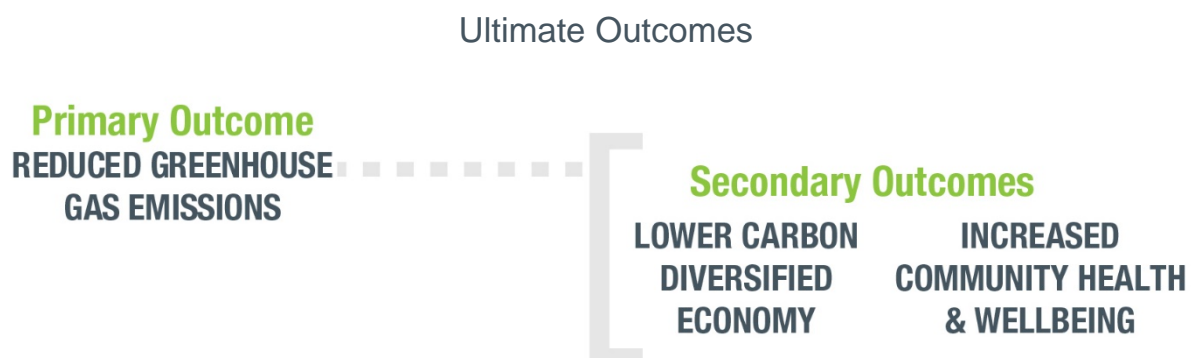 Ultimate Outcomes
Primary Outcome
REDUCED GREENHOUSE
GAS EMISSIONS
Secondary Outcomes
LOWER CARBON
DIVERSIFIED
ECONOMY
INCREASED
COMMUNITY HEALTH
& WELLBEING